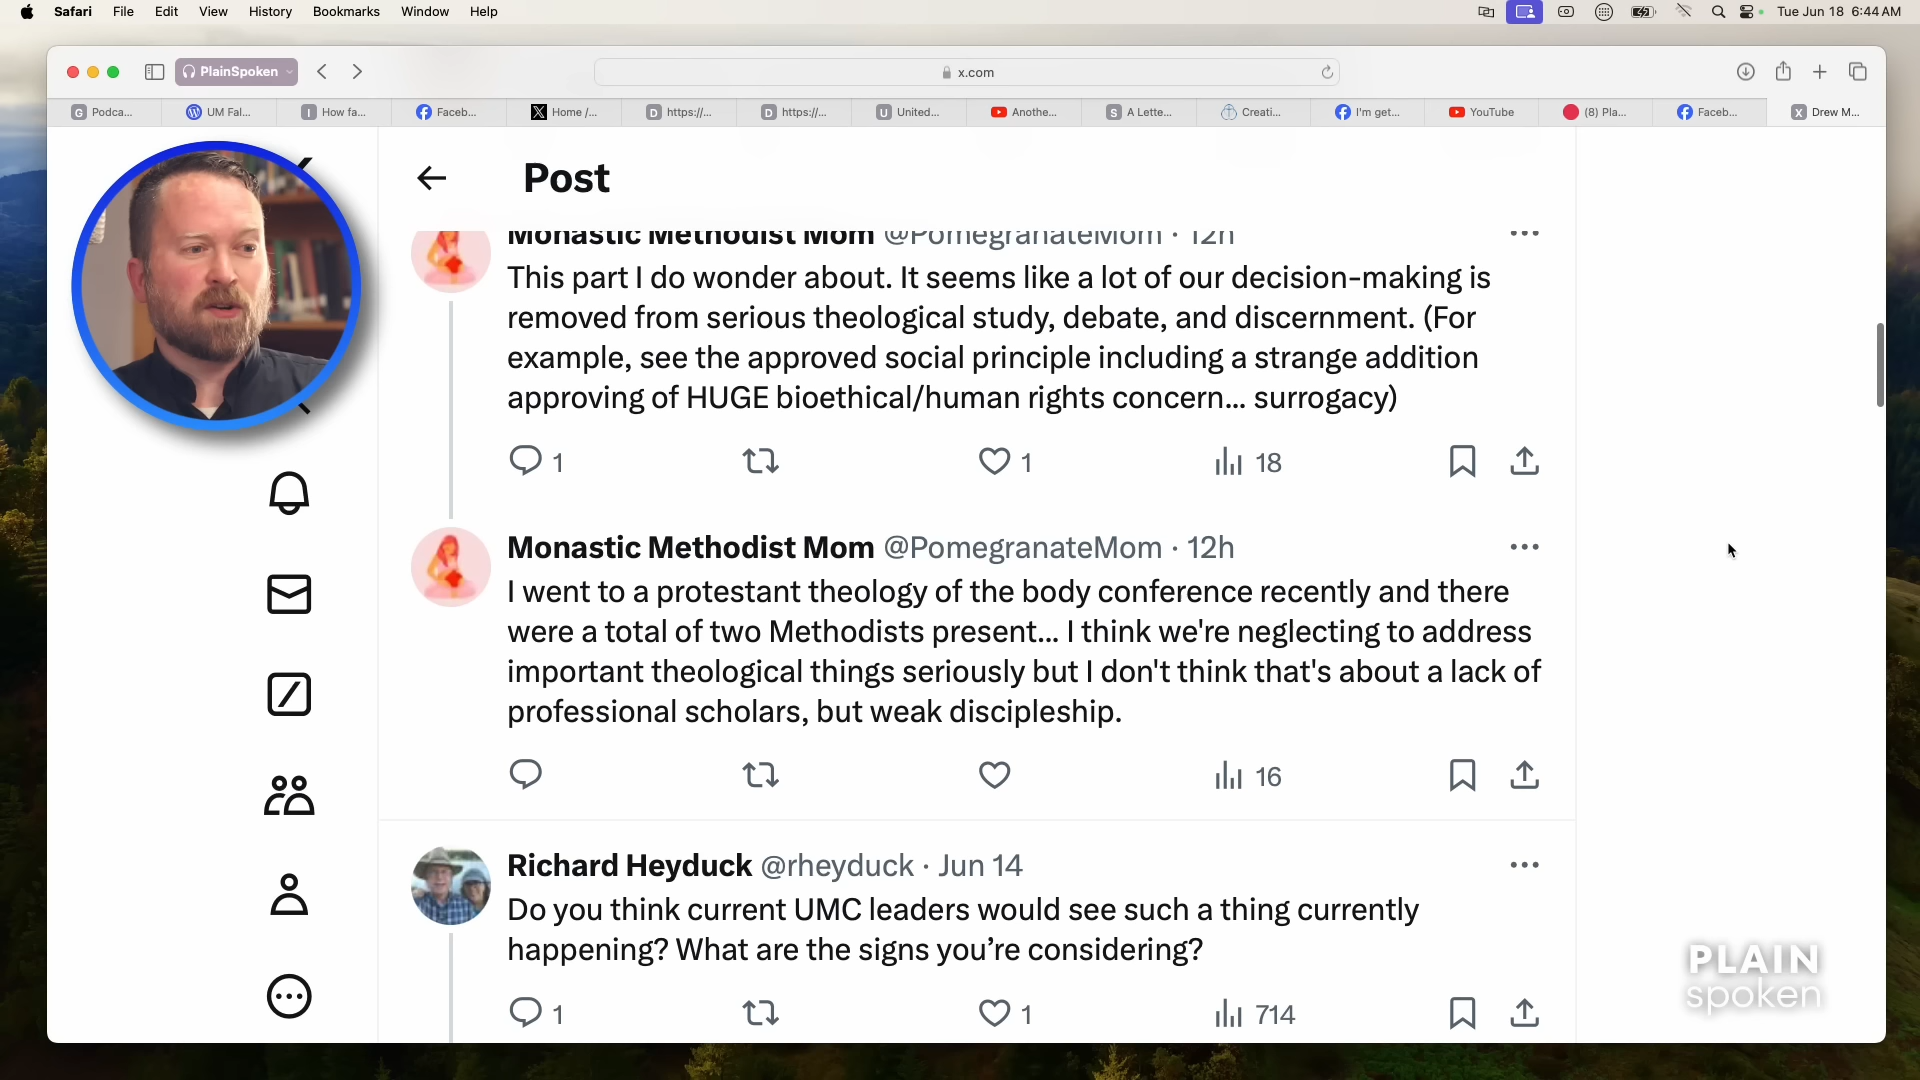 Safari File Edit View History Bookmarks Window Help Tue Jun 18 6:44 AM
PlainSpoken x.com
G Podca... UM Fal... I How fa... Faceb... X Home /... D https://... D https://... U United... Anothe... S A Lette... Creati... I'm get... YouTube (8) Pla... Faceb... X Drew M...
Post
Monastic Methodist Mom @PomegranateMom · 12h
This part I do wonder about. It seems like a lot of our decision-making is
removed from serious theological study, debate, and discernment. (For
example, see the approved social principle including a strange addition
approving of HUGE bioethical/human rights concern... surrogacy)
1 1 18
Monastic Methodist Mom @PomegranateMom · 12h
I went to a protestant theology of the body conference recently and there
were a total of two Methodists present... I think we're neglecting to address
important theological things seriously but I don't think that's about a lack of
professional scholars, but weak discipleship.
16
Richard Heyduck @rheyduck · Jun 14
Do you think current UMC leaders would see such a thing currently
happening? What are the signs you’re considering?
1 1 714
PLAIN
spoken